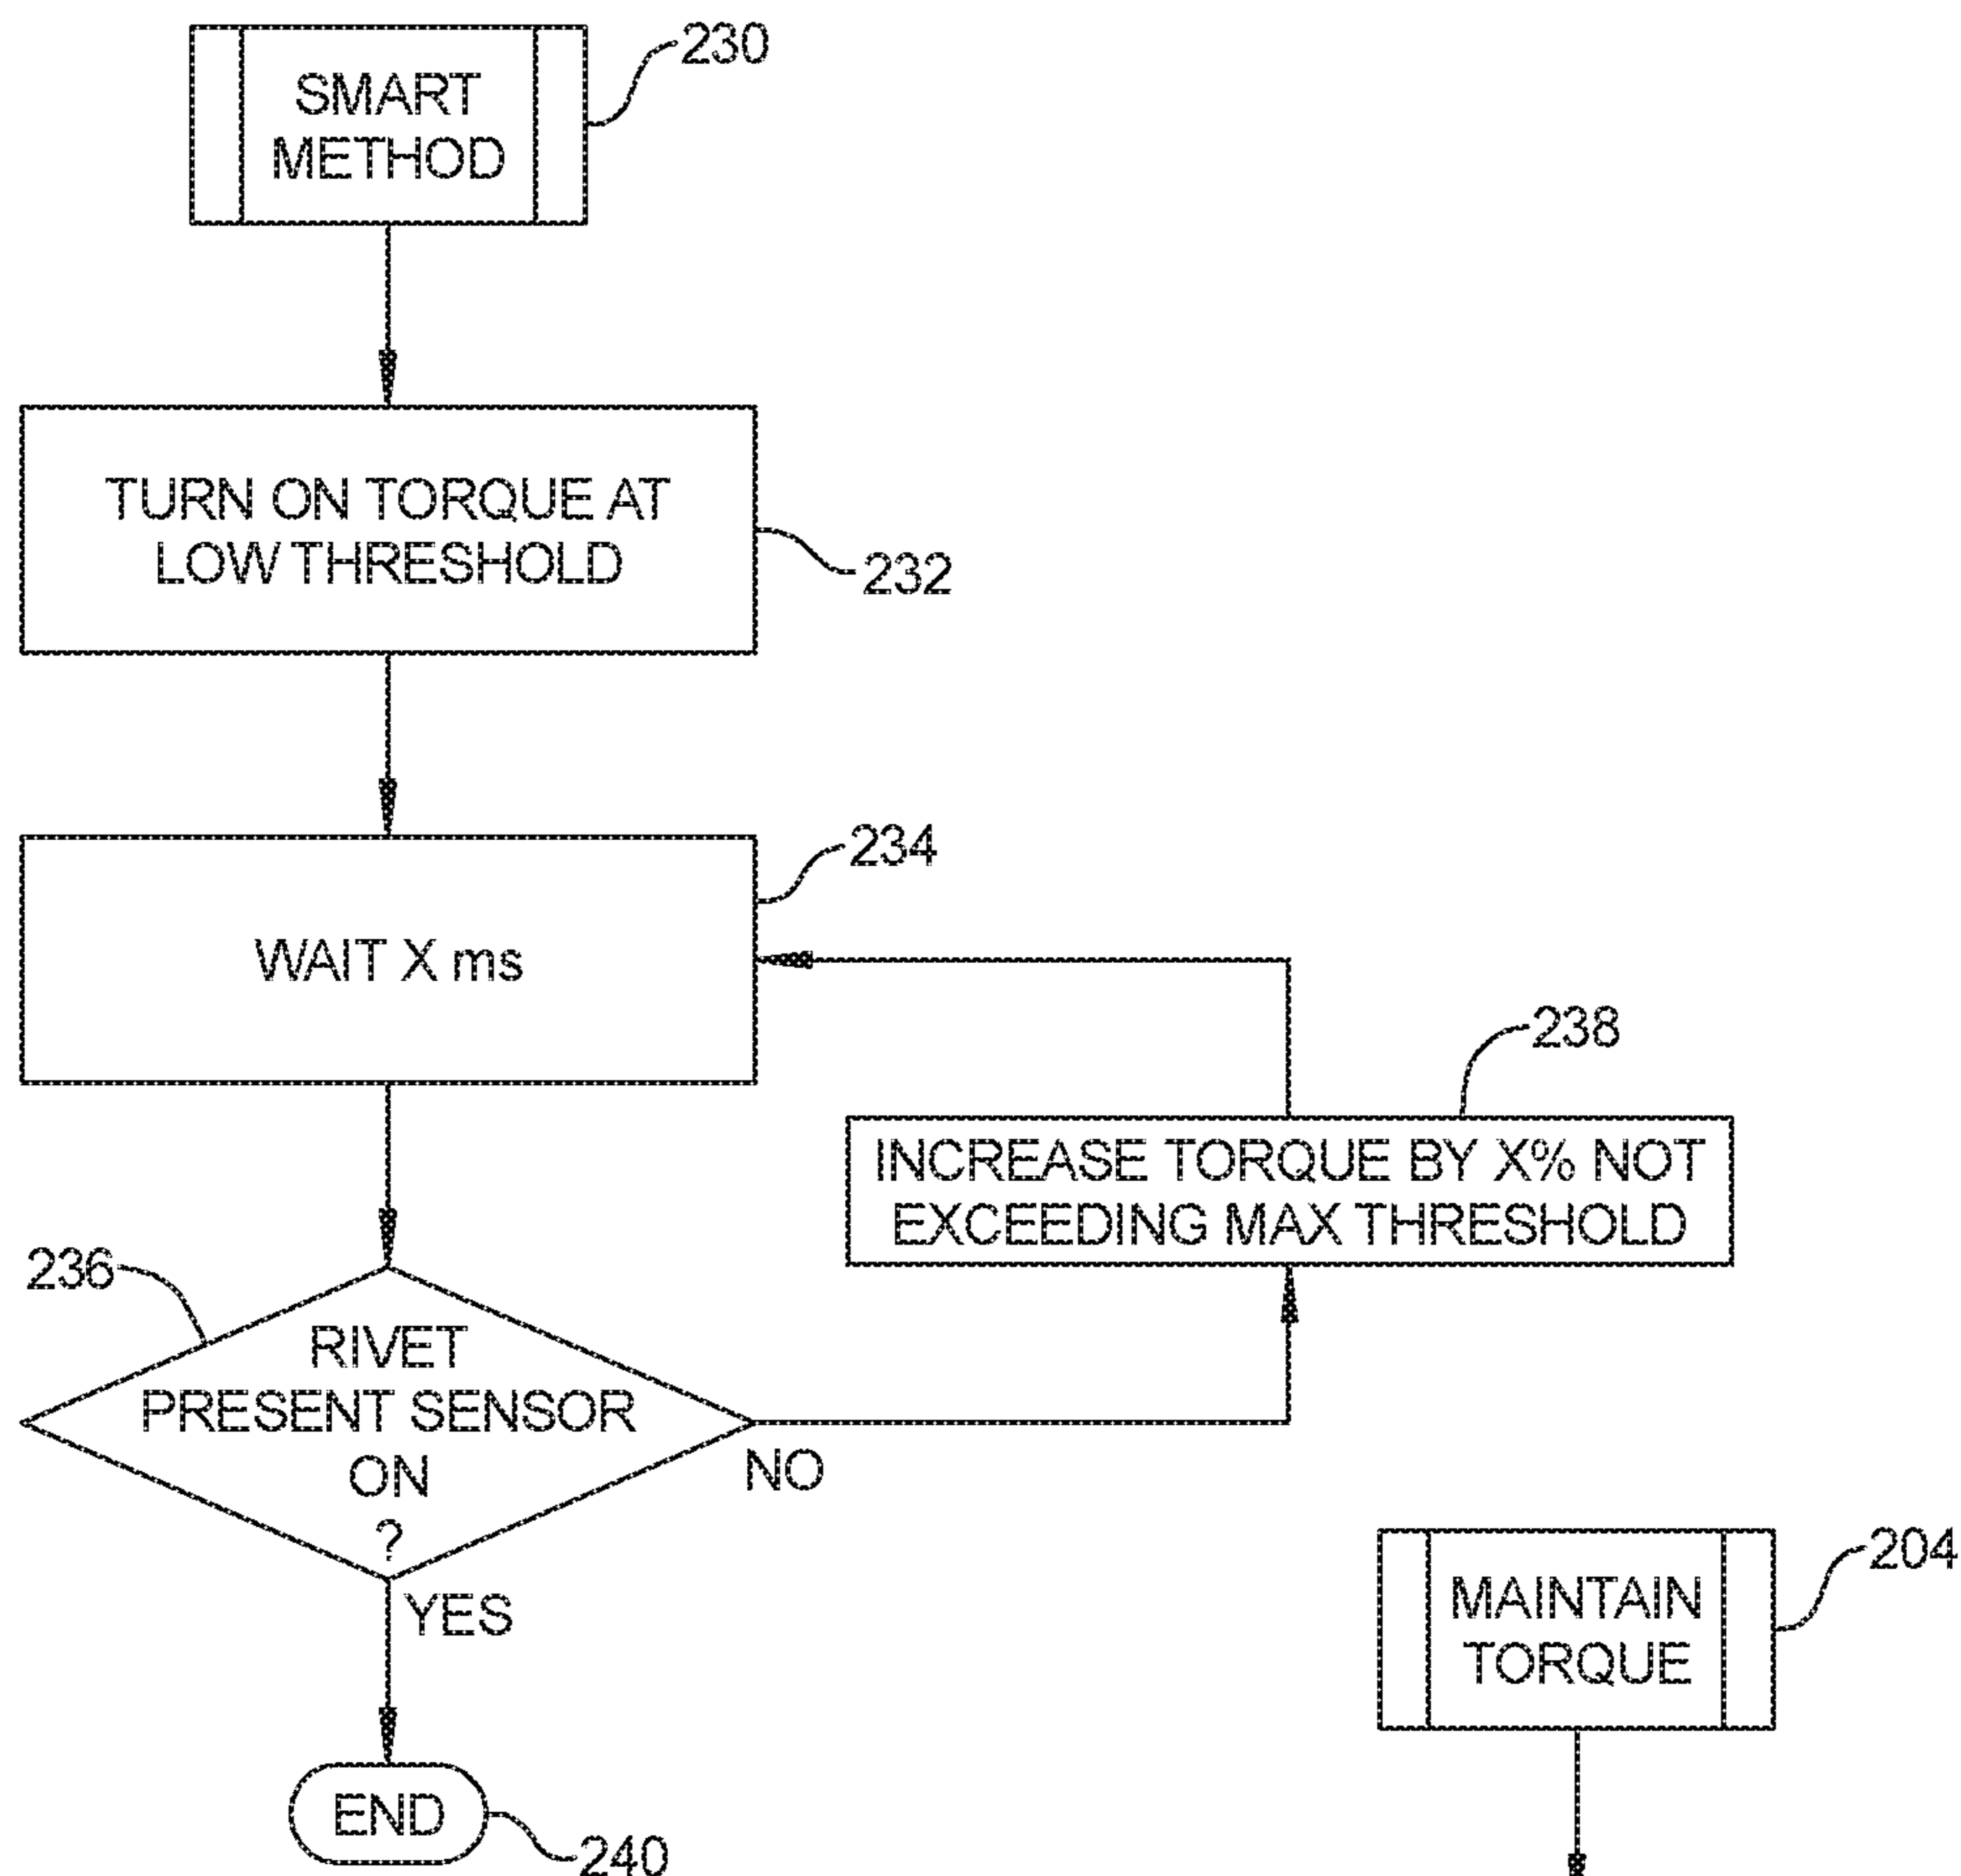 SMART
METHOD
230
TURN ON TORQUE AT
LOW THRESHOLD
232
WAIT X ms
234
238
INCREASE TORQUE BY X% NOT
EXCEEDING MAX THRESHOLD
236
RIVET
PRESENT SENSOR
ON
?
NO
YES
END
240
MAINTAIN
TORQUE
204